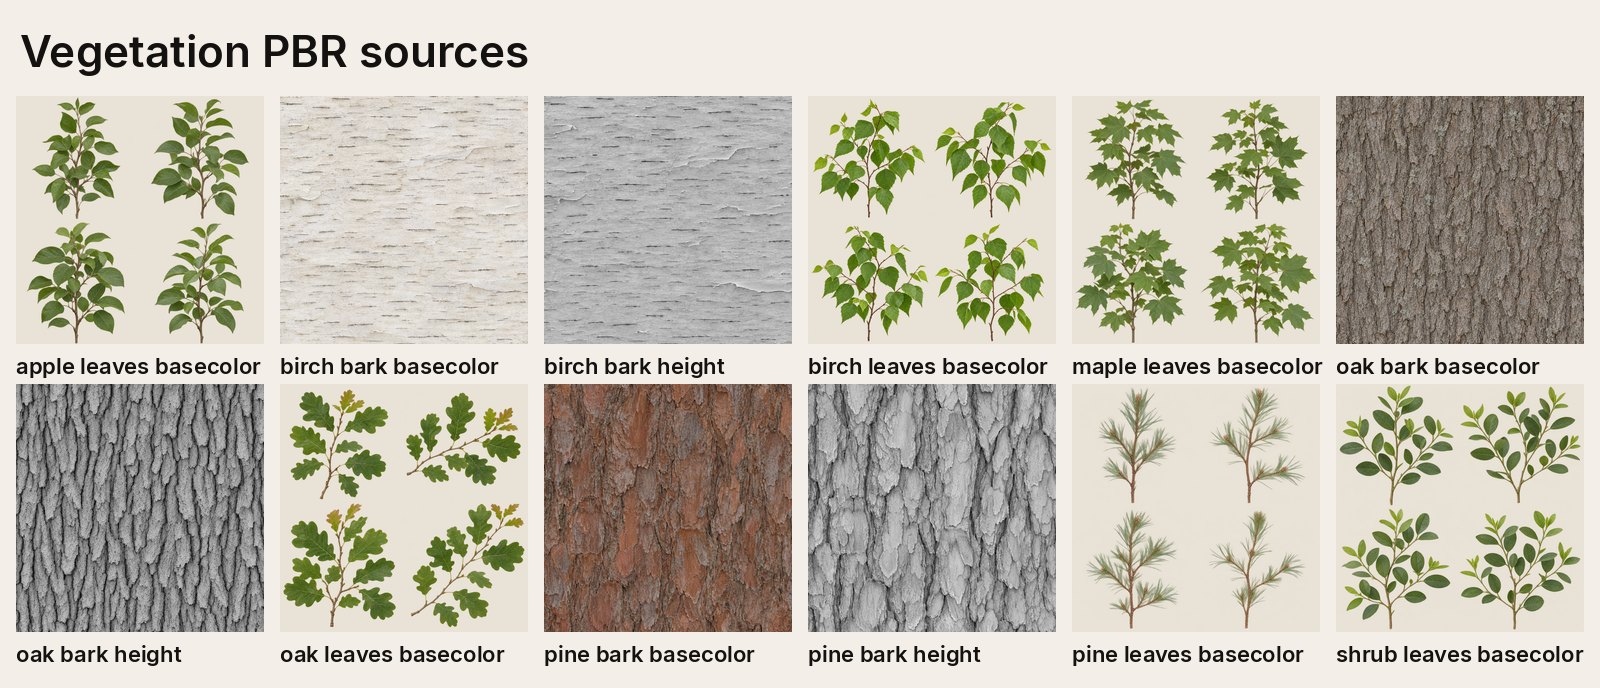 Vegetation PBR sources
apple leaves basecolor
birch bark basecolor
birch bark height
birch leaves basecolor
maple leaves basecolor
oak bark basecolor
oak bark height
oak leaves basecolor
pine bark basecolor
pine bark height
pine leaves basecolor
shrub leaves basecolor